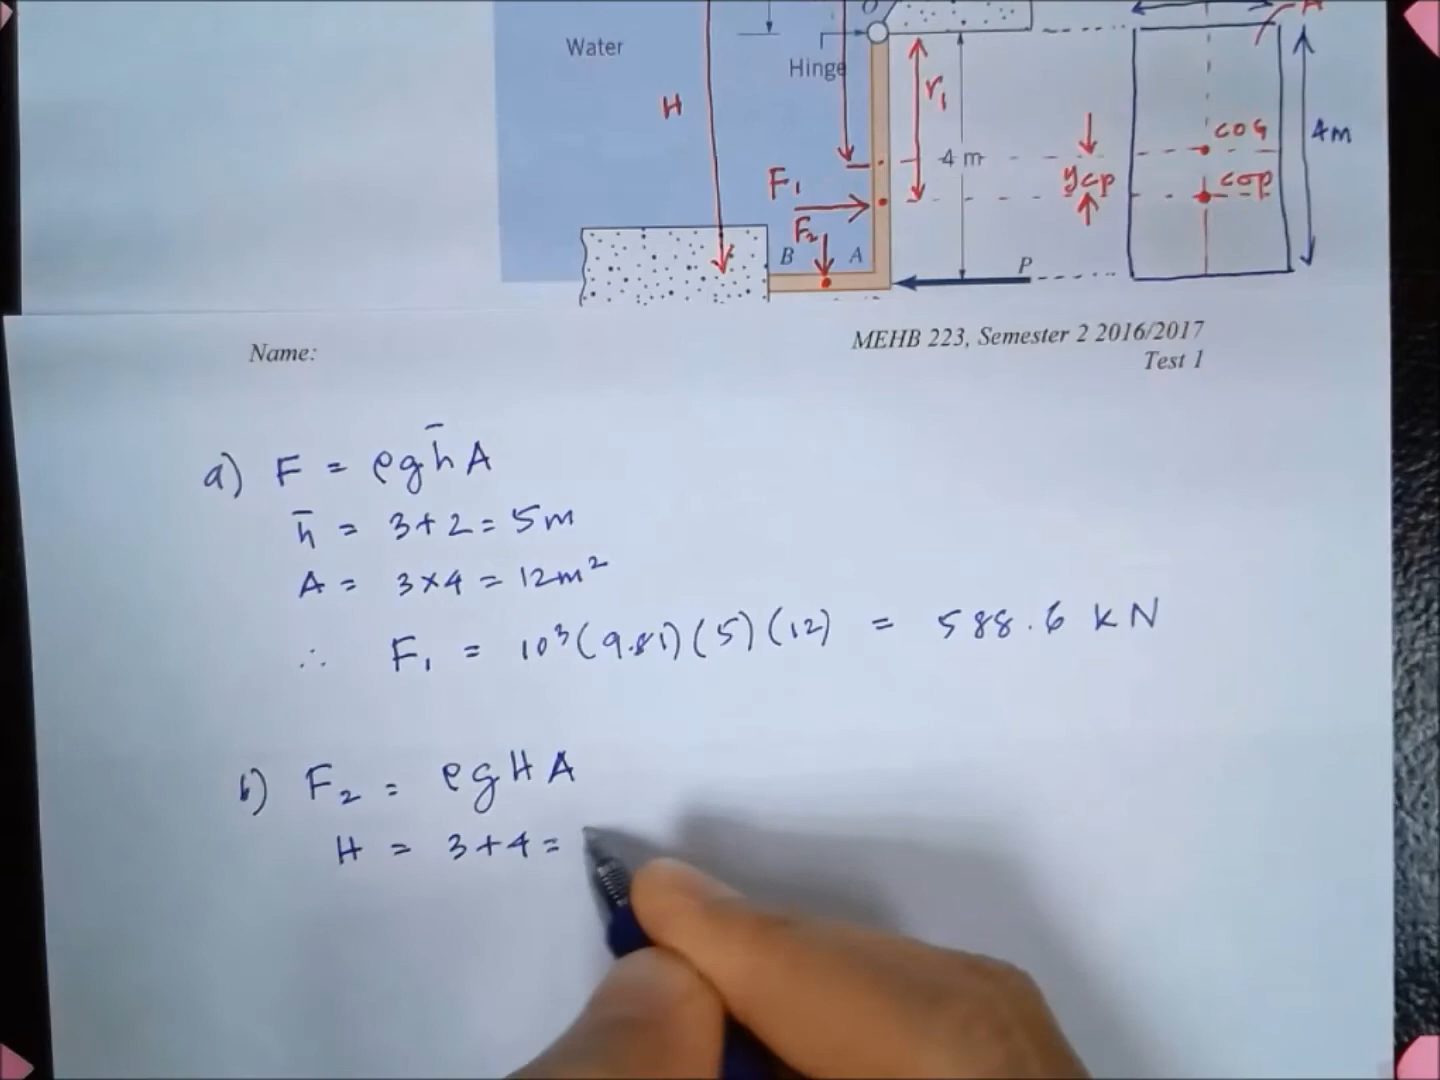 Water
Hinge
H
r₁
4 m
F₁
F₂
B
A
P
ycp
COG
COP
4m
Name:
MEHB 223, Semester 2 2016/2017
Test 1
a) F = ρgh̄A
h̄ = 3+2 = 5m
A = 3×4 = 12m²
∴ F₁ = 10³(9.81)(5)(12) = 588.6 kN
b) F₂ = ρgHA
H = 3+4 =